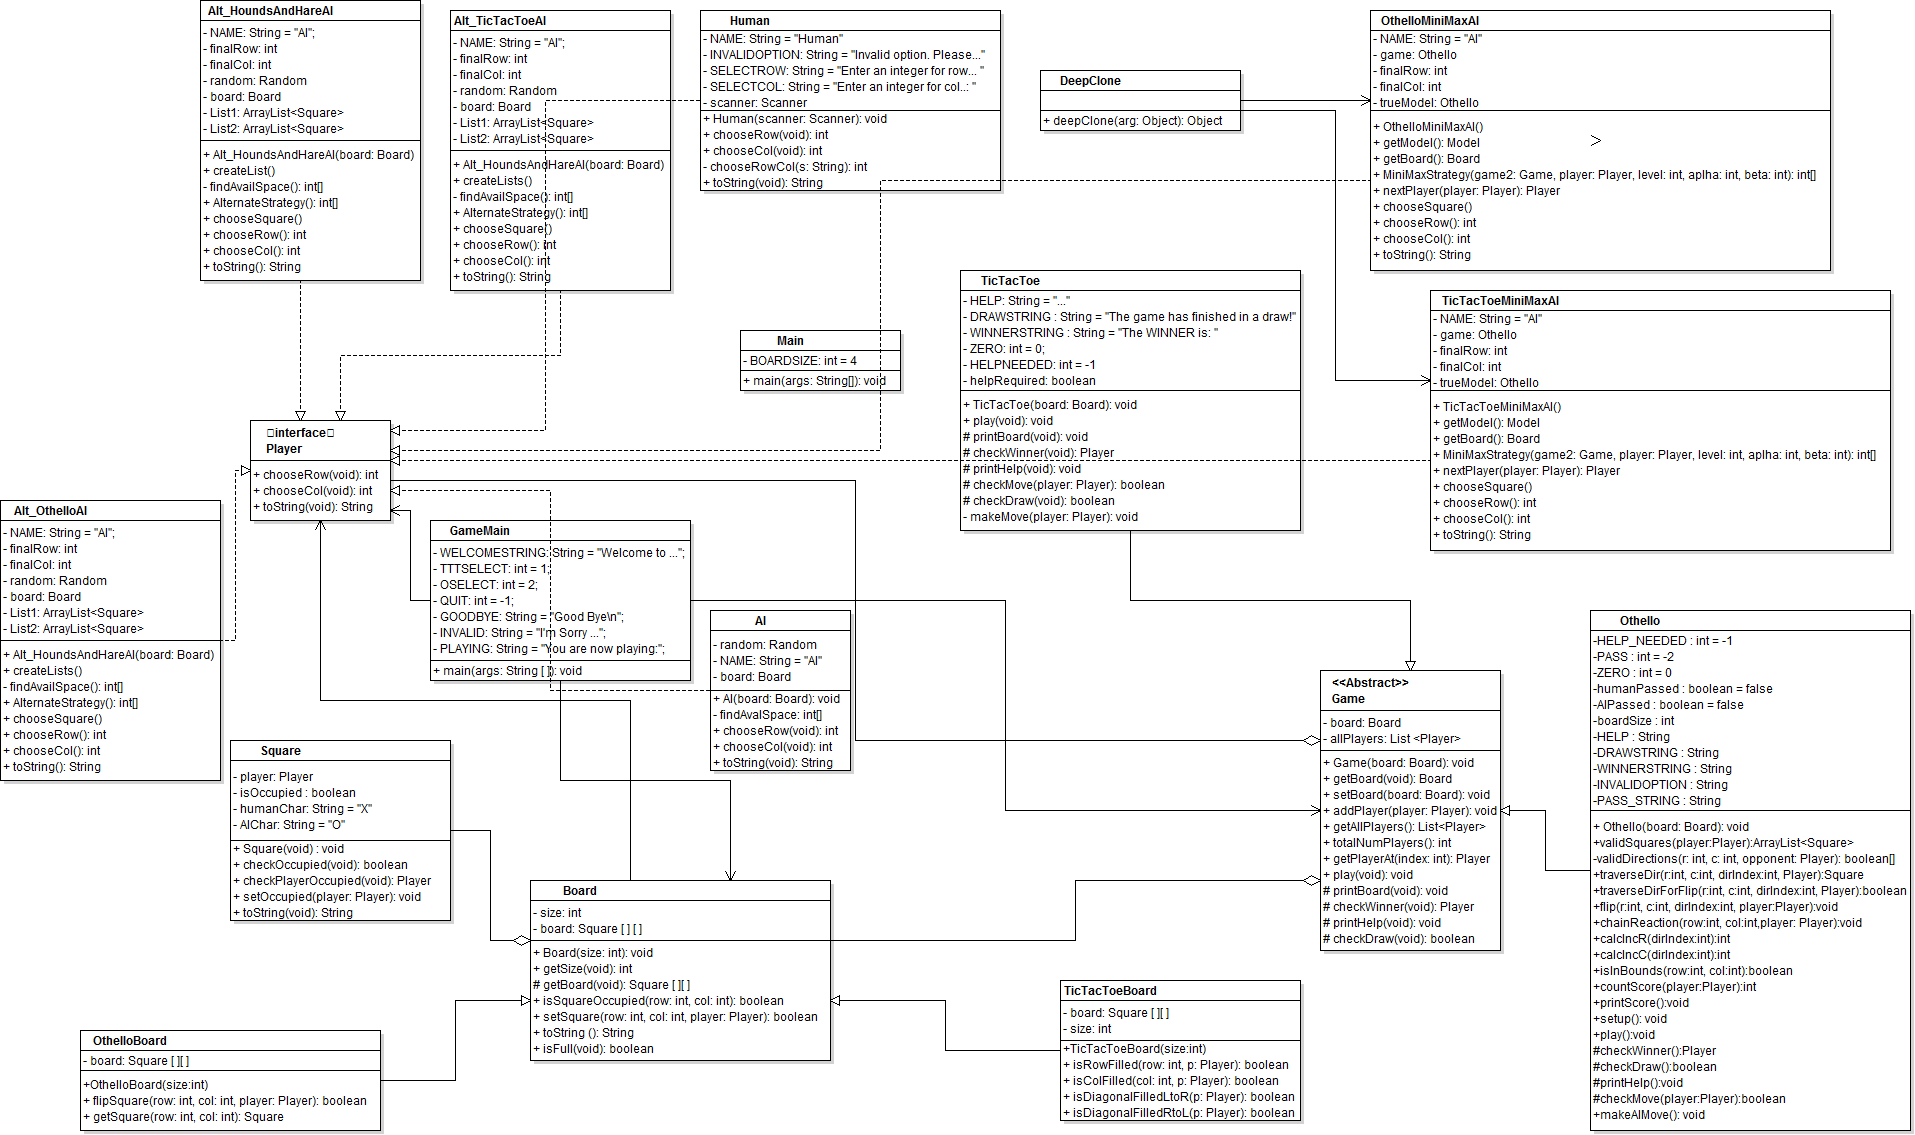 Alt_HoundsAndHareAI
- NAME: String = "AI";
- finalRow: int
- finalCol: int
- random: Random
- board: Board
- List1: ArrayList<Square>
- List2: ArrayList<Square>
+ Alt_HoundsAndHareAI(board: Board)
+ createList()
- findAvailSpace(): int[]
+ AlternateStrategy(): int[]
+ chooseSquare()
+ chooseRow(): int
+ chooseCol(): int
+ toString(): String
Alt_TicTacToeAI
- NAME: String = "AI";
- finalRow: int
- finalCol: int
- random: Random
- board: Board
- List1: ArrayList<Square>
- List2: ArrayList<Square>
+ Alt_HoundsAndHareAI(board: Board)
+ createLists()
- findAvailSpace(): int[]
+ AlternateStrategy(): int[]
+ chooseSquare()
+ chooseRow(): int
+ chooseCol(): int
+ toString(): String
Human
- NAME: String = "Human"
- INVALIDOPTION: String = "Invalid option. Please..."
- SELECTROW: String = "Enter an integer for row... "
- SELECTCOL: String = "Enter an integer for col..: "
- scanner: Scanner
+ Human(scanner: Scanner): void
+ chooseRow(void): int
+ chooseCol(void): int
- chooseRowCol(s: String): int
+ toString(void): String
DeepClone
+ deepClone(arg: Object): Object
OthelloMiniMaxAI
- NAME: String = "AI"
- game: Othello
- finalRow: int
- finalCol: int
- trueModel: Othello
+ OthelloMiniMaxAI()
+ getModel(): Model
+ getBoard(): Board
+ MiniMaxStrategy(game2: Game, player: Player, level: int, aplha: int, beta: int): int[]
+ nextPlayer(player: Player): Player
+ chooseSquare()
+ chooseRow(): int
+ chooseCol(): int
+ toString(): String
TicTacToe
- HELP: String = "..."
- DRAWSTRING : String = "The game has finished in a draw!"
- WINNERSTRING : String = "The WINNER is: "
- ZERO: int = 0;
- HELPNEEDED: int = -1
- helpRequired: boolean
+ TicTacToe(board: Board): void
+ play(void): void
# printBoard(void): void
# checkWinner(void): Player
# printHelp(void): void
# checkMove(player: Player): boolean
# checkDraw(void): boolean
- makeMove(player: Player): void
TicTacToeMiniMaxAI
- NAME: String = "AI"
- game: Othello
- finalRow: int
- finalCol: int
- trueModel: Othello
+ TicTacToeMiniMaxAI()
+ getModel(): Model
+ getBoard(): Board
+ MiniMaxStrategy(game2: Game, player: Player, level: int, aplha: int, beta: int): int[]
+ nextPlayer(player: Player): Player
+ chooseSquare()
+ chooseRow(): int
+ chooseCol(): int
+ toString(): String
Main
- BOARDSIZE: int = 4
+ main(args: String[]): void
interface
Player
+ chooseRow(void): int
+ chooseCol(void): int
+ toString(void): String
Alt_OthelloAI
- NAME: String = "AI";
- finalRow: int
- finalCol: int
- random: Random
- board: Board
- List1: ArrayList<Square>
- List2: ArrayList<Square>
+ Alt_HoundsAndHareAI(board: Board)
+ createLists()
- findAvailSpace(): int[]
+ AlternateStrategy(): int[]
+ chooseSquare()
+ chooseRow(): int
+ chooseCol(): int
+ toString(): String
GameMain
- WELCOMESTRING: String = "Welcome to ...";
- TTTSELECT: int = 1;
- OSELECT: int = 2;
- QUIT: int = -1;
- GOODBYE: String = "Good Bye\n";
- INVALID: String = "I'm Sorry ...";
- PLAYING: String = "You are now playing:";
+ main(args: String [ ]): void
AI
- random: Random
- NAME: String = "AI"
- board: Board
+ AI(board: Board): void
- findAvalSpace: int[]
+ chooseRow(void): int
+ chooseCol(void): int
+ toString(void): String
<<Abstract>>
Game
- board: Board
- allPlayers: List <Player>
+ Game(board: Board): void
+ getBoard(void): Board
+ setBoard(board: Board): void
+ addPlayer(player: Player): void
+ getAllPlayers(): List<Player>
+ totalNumPlayers(): int
+ getPlayerAt(index: int): Player
+ play(void): void
# printBoard(void): void
# checkWinner(void): Player
# printHelp(void): void
# checkDraw(void): boolean
Othello
-HELP_NEEDED : int = -1
-PASS : int = -2
-ZERO : int = 0
-humanPassed : boolean = false
-AIPassed : boolean = false
-boardSize : int
-HELP : String
-DRAWSTRING : String
-WINNERSTRING : String
-INVALIDOPTION : String
-PASS_STRING : String
+ Othello(board: Board): void
+validSquares(player:Player):ArrayList<Square>
-validDirections(r: int, c: int, opponent: Player): boolean[]
+traverseDir(r:int, c:int, dirIndex:int, Player):Square
+traverseDirForFlip(r:int, c:int, dirIndex:int, Player):boolean
+flip(r:int, c:int, dirIndex:int, player:Player):void
+chainReaction(row:int, col:int,player: Player):void
+calcIncR(dirIndex:int):int
+calcIncC(dirIndex:int):int
+isInBounds(row:int, col:int):boolean
+countScore(player:Player):int
+printScore():void
+setup(): void
+play():void
#checkWinner():Player
#checkDraw():boolean
#printHelp():void
#checkMove(player:Player):boolean
+makeAIMove(): void
Square
- player: Player
- isOccupied : boolean
- humanChar: String = "X"
- AIChar: String = "O"
+ Square(void) : void
+ checkOccupied(void): boolean
+ checkPlayerOccupied(void): Player
+ setOccupied(player: Player): void
+ toString(void): String
Board
- size: int
- board: Square [ ] [ ]
+ Board(size: int): void
+ getSize(void): int
# getBoard(void): Square [ ][ ]
+ isSquareOccupied(row: int, col: int): boolean
+ setSquare(row: int, col: int, player: Player): boolean
+ toString (): String
+ isFull(void): boolean
OthelloBoard
- board: Square [ ][ ]
+OthelloBoard(size:int)
+ flipSquare(row: int, col: int, player: Player): boolean
+ getSquare(row: int, col: int): Square
TicTacToeBoard
- board: Square [ ][ ]
- size: int
+TicTacToeBoard(size:int)
+ isRowFilled(row: int, p: Player): boolean
+ isColFilled(col: int, p: Player): boolean
+ isDiagonalFilledLtoR(p: Player): boolean
+ isDiagonalFilledRtoL(p: Player): boolean